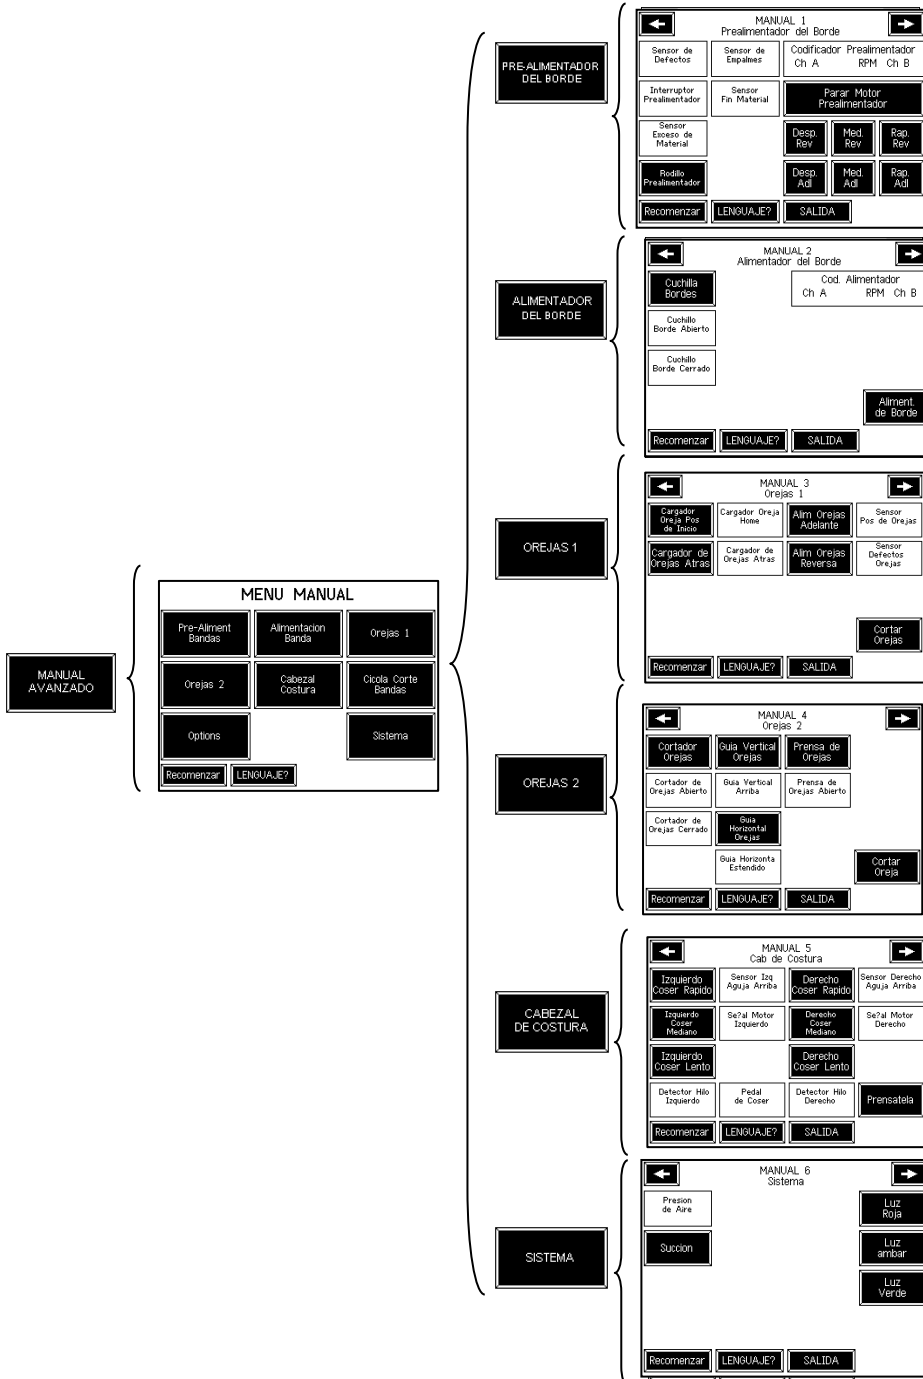 MANUAL
AVANZADO
MENU MANUAL
Pre-Aliment
Bandas
Alimentacion
Banda
Orejas 1
Orejas 2
Cabezal
Costura
Cicola Corte
Bandas
Options
Sistema
Recomenzar
LENGUAJE?
PRE-ALIMENTADOR
DEL BORDE
MANUAL 1
Prealimentador del Borde
Sensor de
Defectos
Sensor de
Empalmes
Codificador Prealimentador
Ch A RPM Ch B
Interruptor
Prealimentador
Sensor
Fin Material
Parar Motor
Prealimentador
Sensor
Exceso de
Material
Desp.
Rev
Med.
Rev
Rap.
Rev
Rodillo
Prealimentador
Desp.
Adl
Med.
Adl
Rap.
Adl
Recomenzar
LENGUAJE?
SALIDA
ALIMENTADOR
DEL BORDE
MANUAL 2
Alimentador del Borde
Cuchilla
Bordes
Cod. Alimentador
Ch A RPM Ch B
Cuchillo
Borde Abierto
Cuchillo
Borde Cerrado
Aliment.
de Borde
Recomenzar
LENGUAJE?
SALIDA
OREJAS 1
MANUAL 3
Orejas 1
Cargador
Oreja Pos
de Inicio
Cargador Oreja
Home
Alim Orejas
Adelante
Sensor
Pos de Orejas
Cargador de
Orejas Atras
Cargador de
Orejas Atras
Alim Orejas
Reversa
Sensor
Defectos
Orejas
Cortar
Orejas
Recomenzar
LENGUAJE?
SALIDA
OREJAS 2
MANUAL 4
Orejas 2
Cortador
Orejas
Guia Vertical
Orejas
Prensa de
Orejas
Cortador de
Orejas Abierto
Guia Vertical
Arriba
Prensa de
Orejas Abierto
Cortador de
Orejas Cerrado
Guia
Horizontal
Orejas
Guia Horizonta
Estendido
Cortar
Oreja
Recomenzar
LENGUAJE?
SALIDA
CABEZAL
DE COSTURA
MANUAL 5
Cab de Costura
Izquierdo
Coser Rapido
Sensor Izq
Aguja Arriba
Derecho
Coser Rapido
Sensor Derecho
Aguja Arriba
Izquierdo
Coser
Mediano
Se?al Motor
Izquierdo
Derecho
Coser
Mediano
Se?al Motor
Derecho
Izquierdo
Coser Lento
Derecho
Coser Lento
Detector Hilo
Izquierdo
Pedal
de Coser
Detector Hilo
Derecho
Prensatela
Recomenzar
LENGUAJE?
SALIDA
SISTEMA
MANUAL 6
Sistema
Presion
de Aire
Luz
Roja
Succion
Luz
ambar
Luz
Verde
Recomenzar
LENGUAJE?
SALIDA